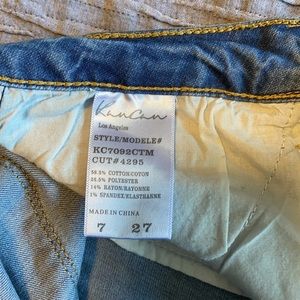 KanCan
Los Angeles
STYLE/MODELE#
KC7092CTM
CUT#4295
58.5% COTTON/COTON
26.5% POLYESTER
14% RAYON/RAYONNE
1% SPANDEX/ELASTHANNE
MADE IN CHINA
7 27